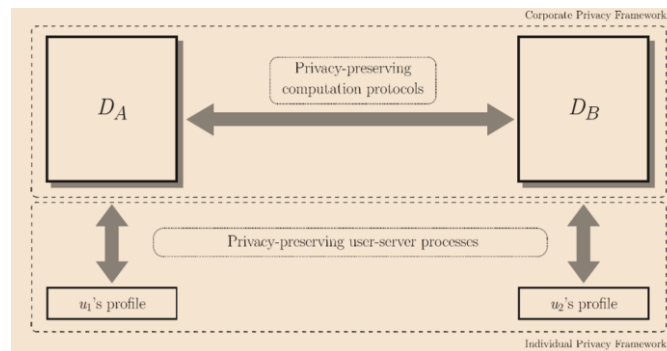 Corporate Privacy Framework
Privacy-preserving
computation protocols
D_A
D_B
Privacy-preserving user-server processes
u_1's profile
u_2's profile
Individual Privacy Framework